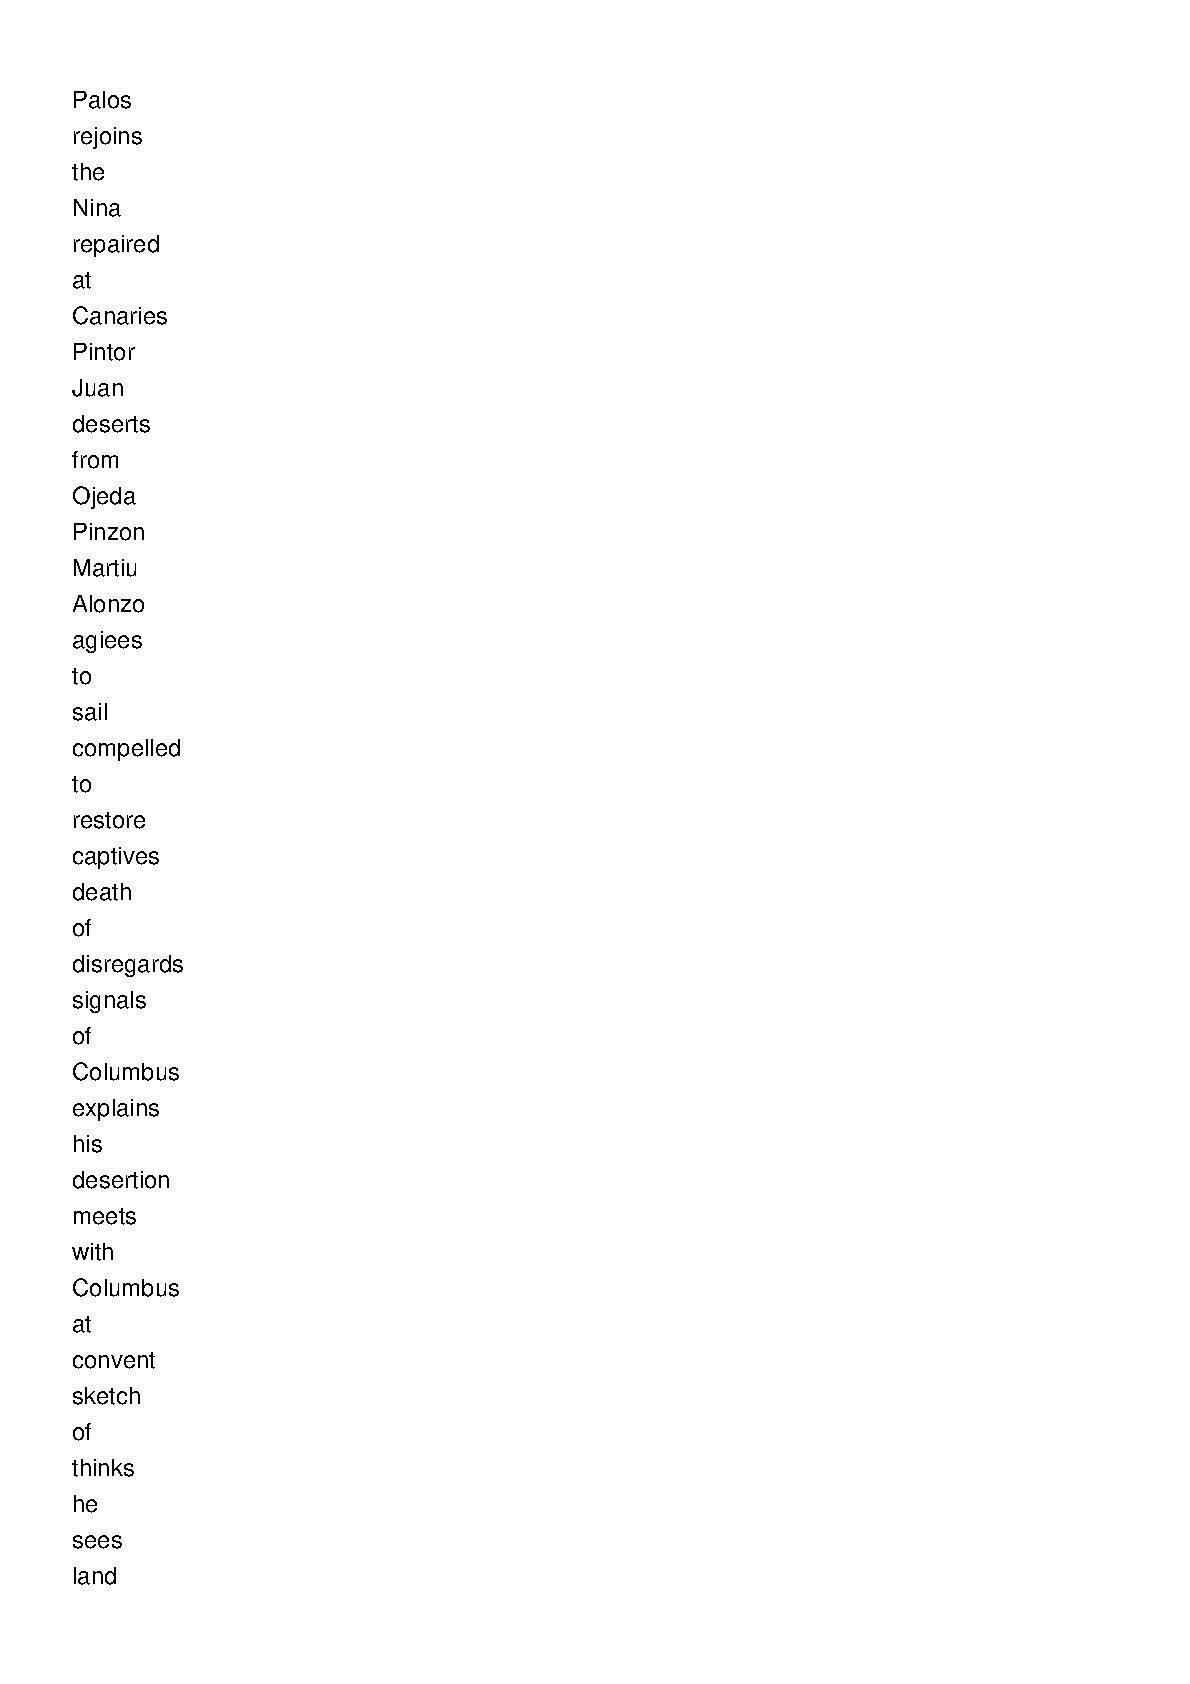 Palos
rejoins
the
Nina
repaired
at
Canaries
Pintor
Juan
deserts
from
Ojeda
Pinzon
Martiu
Alonzo
agiees
to
sail
compelled
to
restore
captives
death
of
disregards
signals
of
Columbus
explains
his
desertion
meets
with
Columbus
at
convent
sketch
of
thinks
he
sees
land